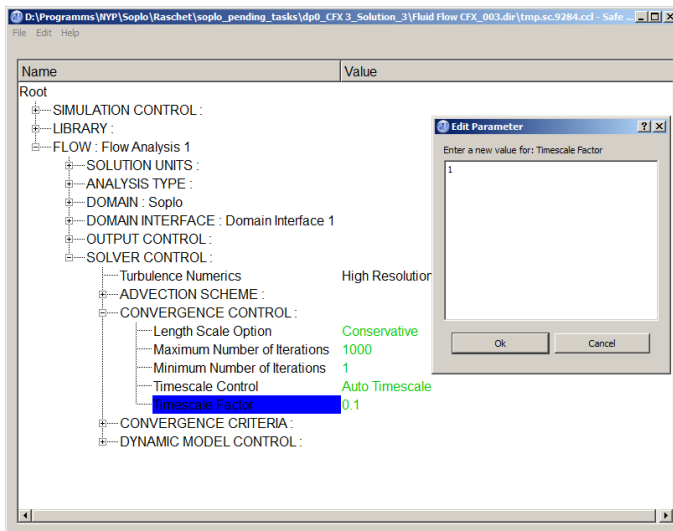 D:\Programms\NYP\Soplo\Raschet\soplo_pending_tasks\dp0_CFX 3_Solution_3\Fluid Flow CFX_003.dir\tmp.sc.9284.ccl - Safe ...
File Edit Help
Name Value
Root
SIMULATION CONTROL :
LIBRARY :
FLOW : Flow Analysis 1
SOLUTION UNITS :
ANALYSIS TYPE :
DOMAIN : Soplo
DOMAIN INTERFACE : Domain Interface 1
OUTPUT CONTROL :
SOLVER CONTROL :
Turbulence Numerics High Resolution
ADVECTION SCHEME :
CONVERGENCE CONTROL :
Length Scale Option Conservative
Maximum Number of Iterations 1000
Minimum Number of Iterations 1
Timescale Control Auto Timescale
Timescale Factor 0.1
CONVERGENCE CRITERIA :
DYNAMIC MODEL CONTROL :
Edit Parameter
Enter a new value for: Timescale Factor
1
Ok Cancel